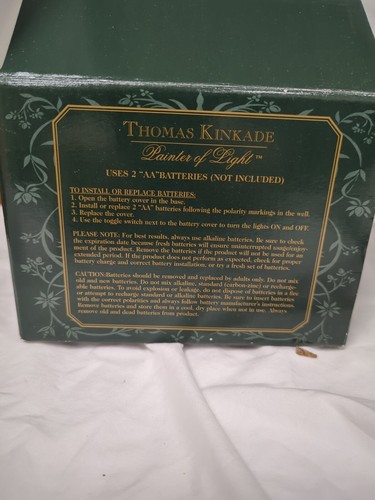 THOMAS KINKADE
Painter of Light ™
USES 2 "AA"BATTERIES (NOT INCLUDED)
TO INSTALL OR REPLACE BATTERIES:
1. Open the battery cover in the base.
2. Install or replace 2 "AA" batteries following the polarity markings in the well.
3. Replace the cover.
4. Use the toggle switch next to the battery cover to turn the lights ON and OFF.
PLEASE NOTE: For best results, always use alkaline batteries. Be sure to check
the expiration date because fresh batteries will ensure uninterrupted usage/enjoy-
ment of the product. Remove the batteries if the product will not be used for an
extended period. If the product does not perform as expected, check for proper
battery charge and correct battery installation, or try a fresh set of batteries.
CAUTION:Batteries should be removed and replaced by adults only. Do not mix
old and new batteries. Do not mix alkaline, standard (carbon-zinc) or recharge-
able batteries. To avoid explosion or leakage, do not dispose of batteries in a fire
or attempt to recharge standard or alkaline batteries. Be sure to insert batteries
with the correct polarities and always follow battery manufacturer's instructions.
Remove batteries and store them in a cool, dry place when not in use. Always
remove old and dead batteries from product.